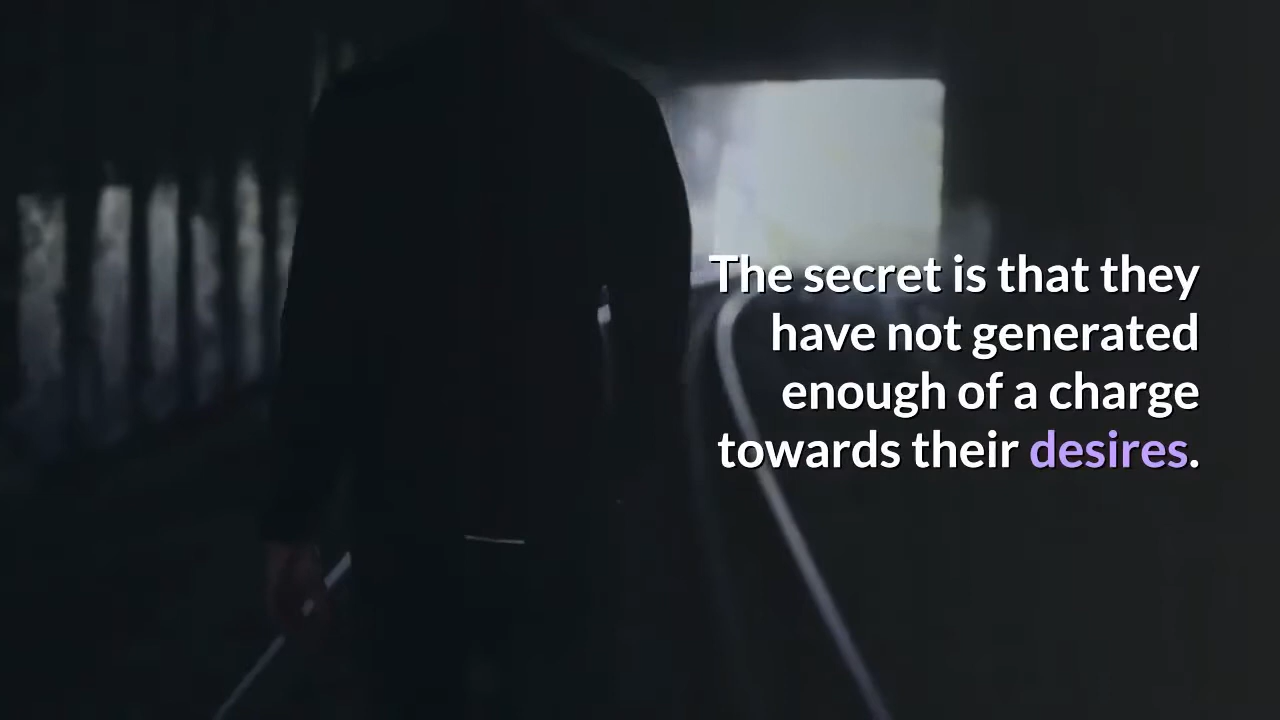 The secret is that they
have not generated
enough of a charge
towards their desires.